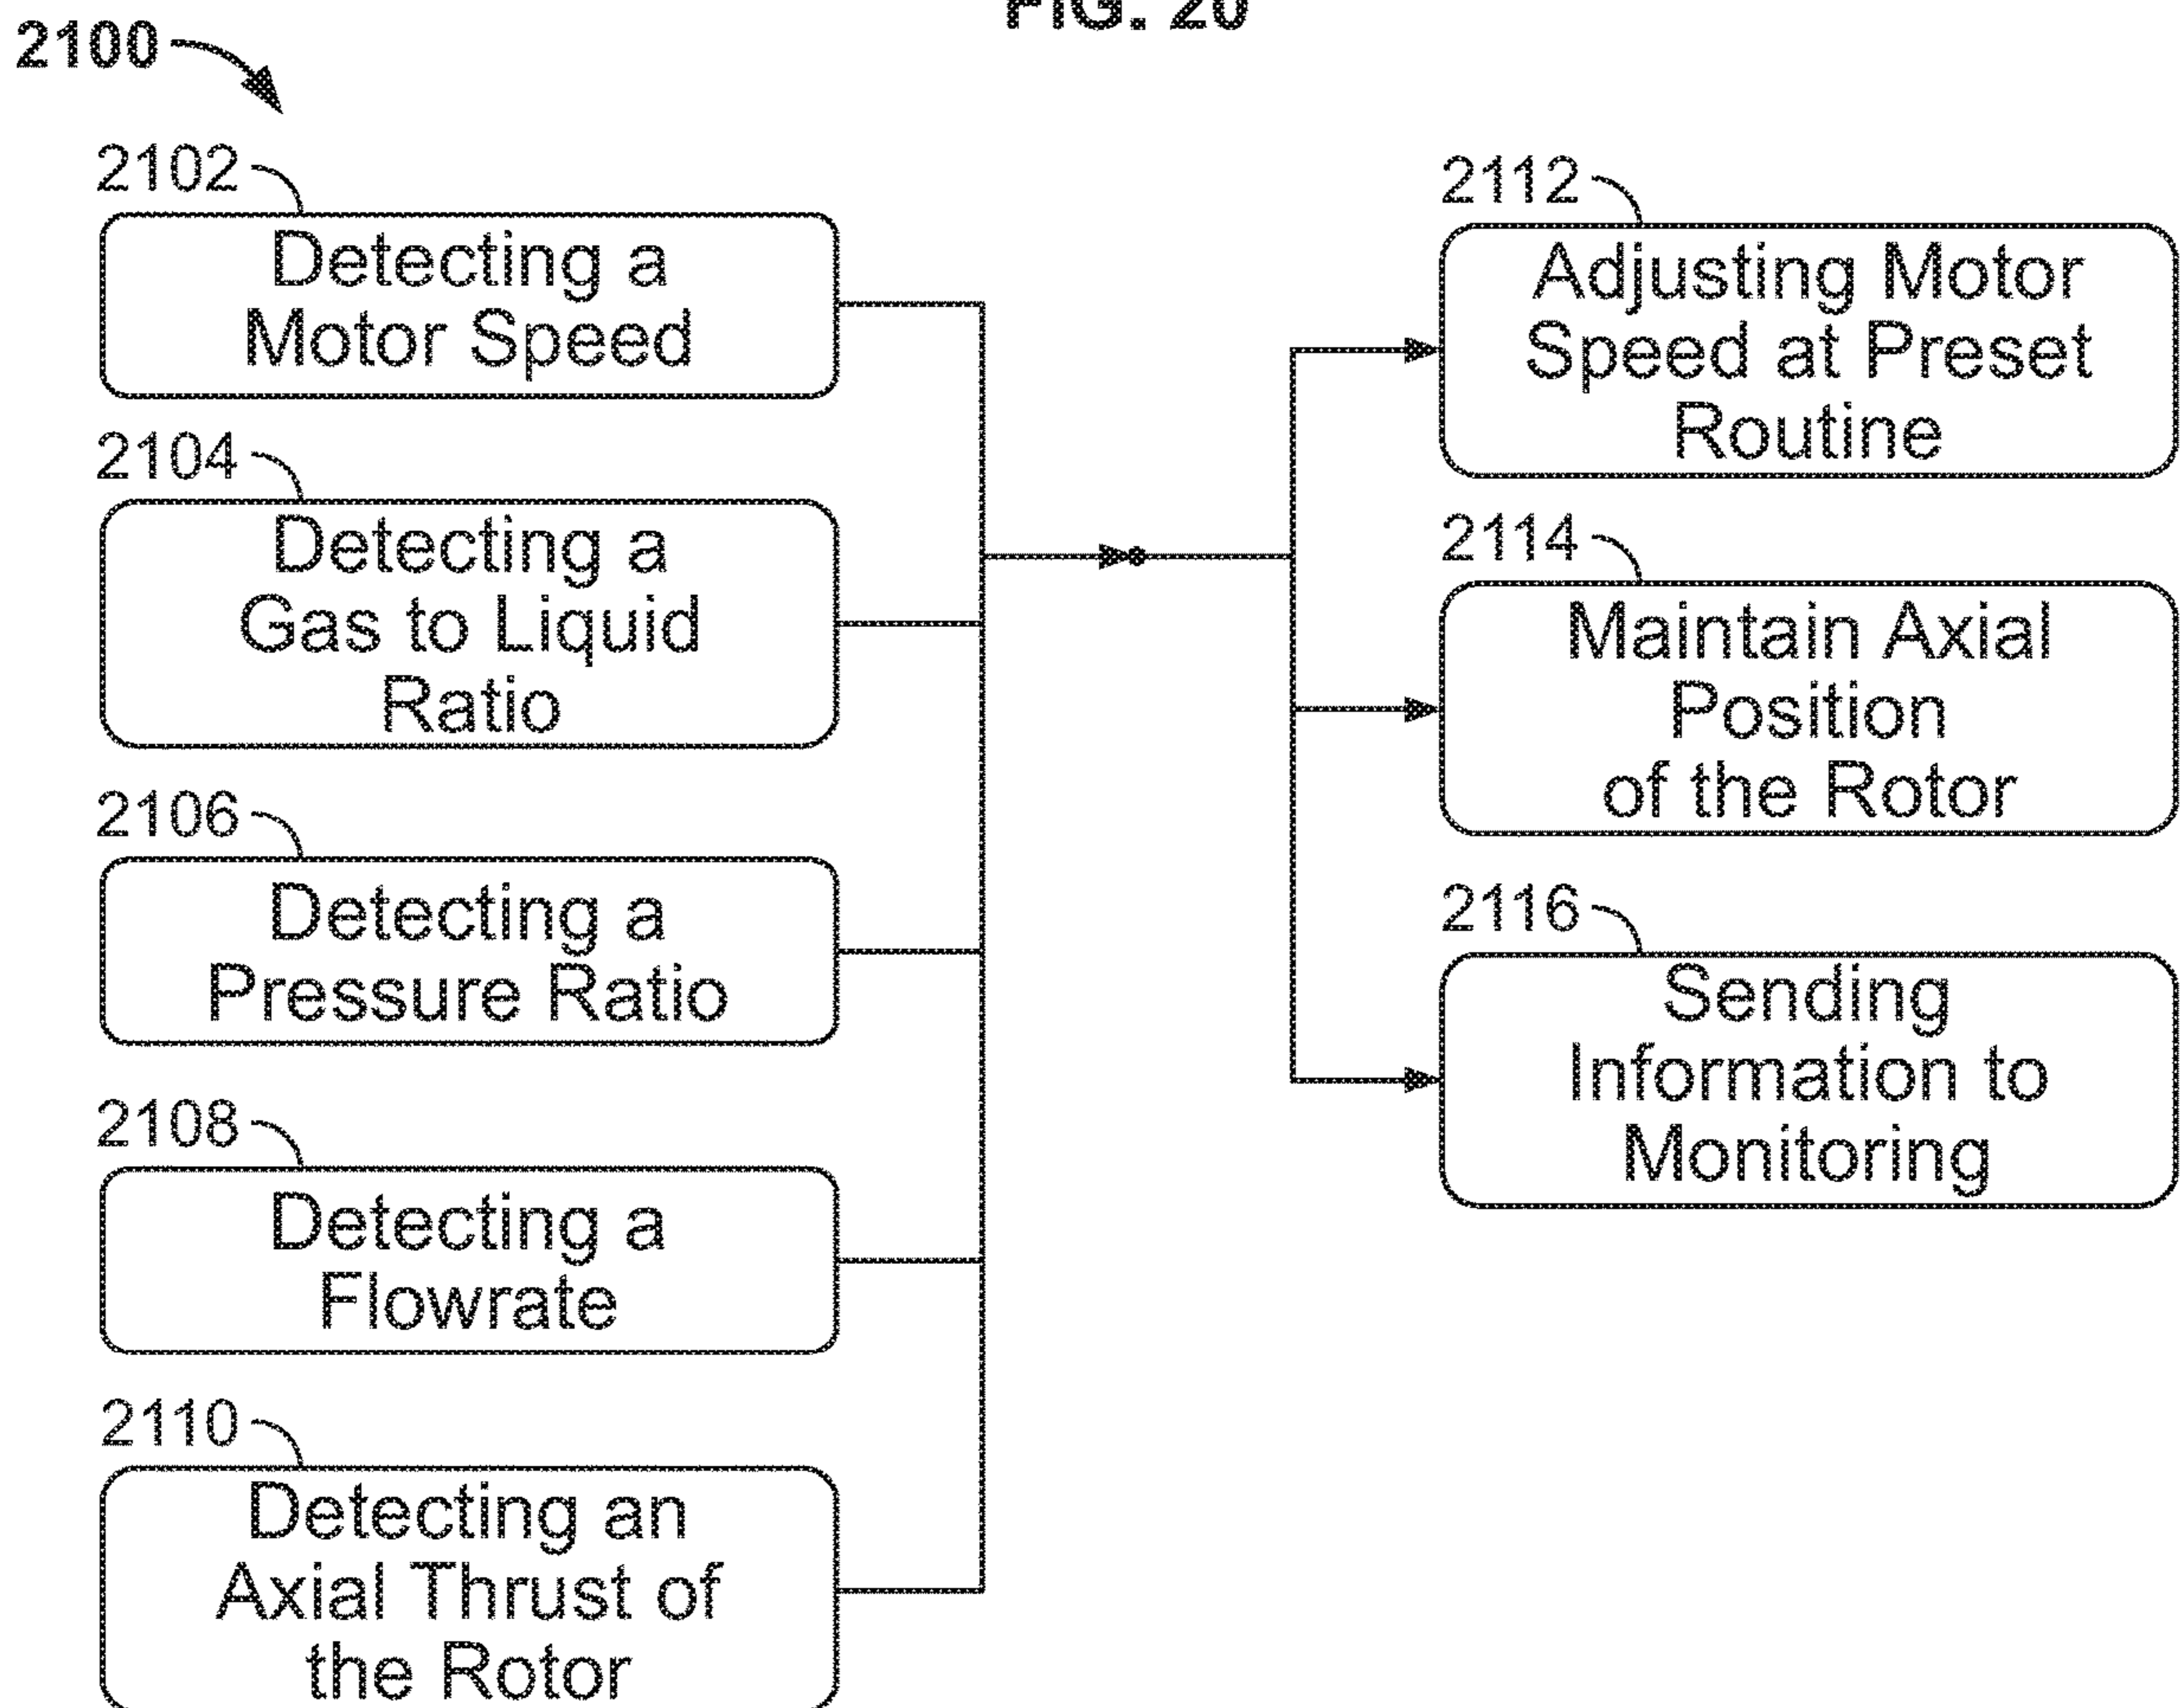 FIG. 20
2100
2102
Detecting a
Motor Speed
2104
Detecting a
Gas to Liquid
Ratio
2106
Detecting a
Pressure Ratio
2108
Detecting a
Flowrate
2110
Detecting an
Axial Thrust of
the Rotor
2112
Adjusting Motor
Speed at Preset
Routine
2114
Maintain Axial
Position
of the Rotor
2116
Sending
Information to
Monitoring